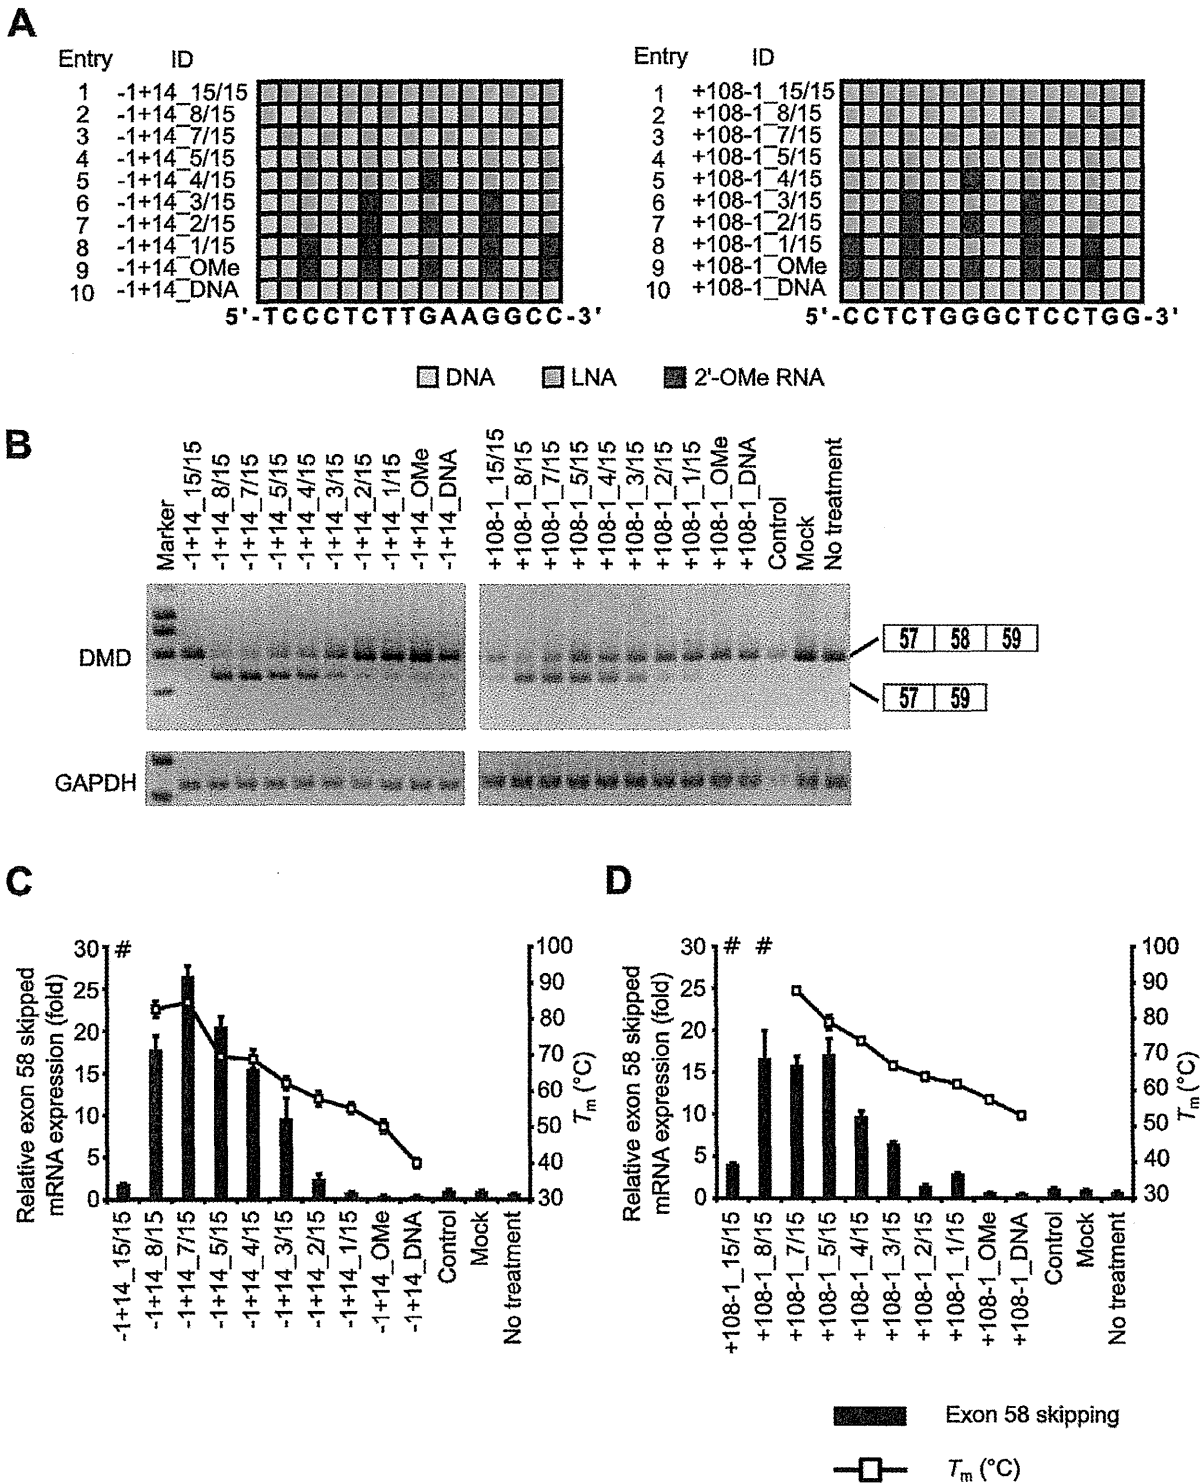 A
Entry ID
1 -1+14_15/15
2 -1+14_8/15
3 -1+14_7/15
4 -1+14_5/15
5 -1+14_4/15
6 -1+14_3/15
7 -1+14_2/15
8 -1+14_1/15
9 -1+14_OMe
10 -1+14_DNA
5'-TCCCTCTTGAAGGCC-3'
Entry ID
1 +108-1_15/15
2 +108-1_8/15
3 +108-1_7/15
4 +108-1_5/15
5 +108-1_4/15
6 +108-1_3/15
7 +108-1_2/15
8 +108-1_1/15
9 +108-1_OMe
10 +108-1_DNA
5'-CCTCTGGGCTCCTGG-3'
DNA LNA 2'-OMe RNA
B
Marker
-1+14_15/15
-1+14_8/15
-1+14_7/15
-1+14_5/15
-1+14_4/15
-1+14_3/15
-1+14_2/15
-1+14_1/15
-1+14_OMe
-1+14_DNA
+108-1_15/15
+108-1_8/15
+108-1_7/15
+108-1_5/15
+108-1_4/15
+108-1_3/15
+108-1_2/15
+108-1_1/15
+108-1_OMe
+108-1_DNA
Control
Mock
No treatment
DMD
57 58 59
57 59
GAPDH
C
Relative exon 58 skipped
mRNA expression (fold)
30
25
20
15
10
5
0
#
100
90
80
70
60
50
40
30
Tm (°C)
-1+14_15/15
-1+14_8/15
-1+14_7/15
-1+14_5/15
-1+14_4/15
-1+14_3/15
-1+14_2/15
-1+14_1/15
-1+14_OMe
-1+14_DNA
Control
Mock
No treatment
D
Relative exon 58 skipped
mRNA expression (fold)
30
25
20
15
10
5
0
# #
100
90
80
70
60
50
40
30
Tm (°C)
+108-1_15/15
+108-1_8/15
+108-1_7/15
+108-1_5/15
+108-1_4/15
+108-1_3/15
+108-1_2/15
+108-1_1/15
+108-1_OMe
+108-1_DNA
Control
Mock
No treatment
Exon 58 skipping
Tm (°C)